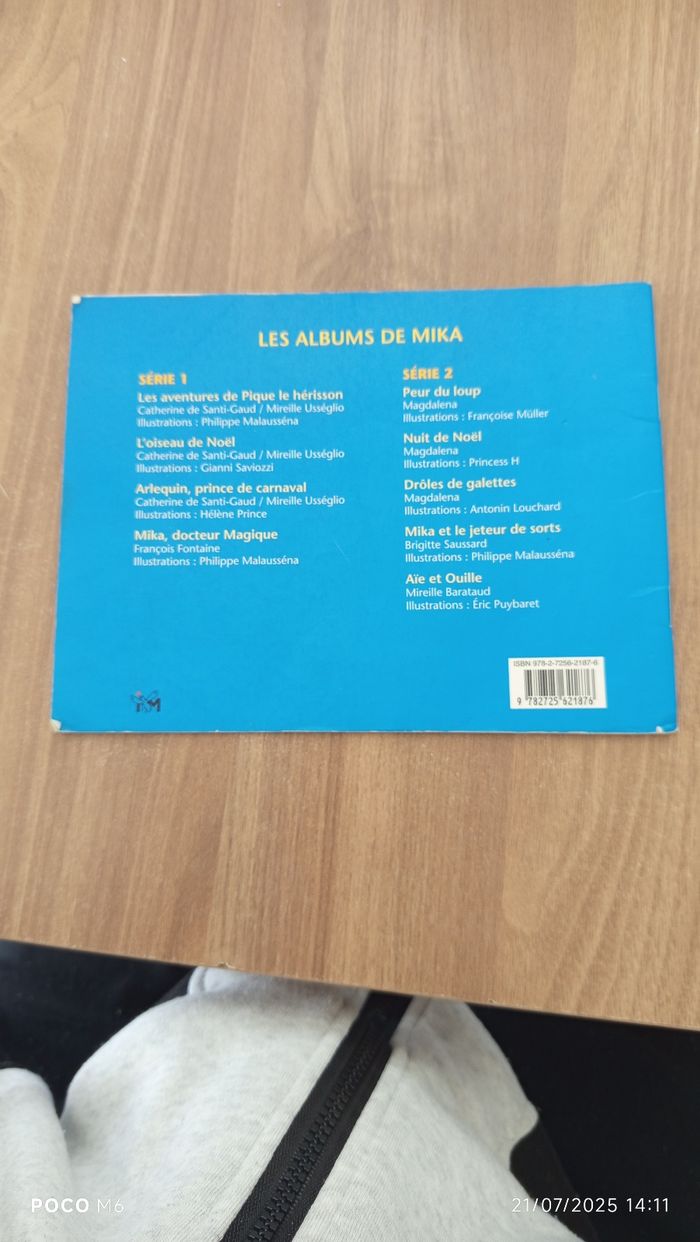 LES ALBUMS DE MIKA
SÉRIE 1
Les aventures de Pique le hérisson
Catherine de Santi-Gaud / Mireille Usséglio
Illustrations : Philippe Malausséna
L'oiseau de Noël
Catherine de Santi-Gaud / Mireille Usséglio
Illustrations : Gianni Saviozzi
Arlequin, prince de carnaval
Catherine de Santi-Gaud / Mireille Usséglio
Illustrations : Hélène Prince
Mika, docteur Magique
François Fontaine
Illustrations : Philippe Malausséna
SÉRIE 2
Peur du loup
Magdalena
Illustrations : Françoise Müller
Nuit de Noël
Magdalena
Illustrations : Princess H
Drôles de galettes
Magdalena
Illustrations : Antonin Louchard
Mika et le jeteur de sorts
Brigitte Saussard
Illustrations : Philippe Malausséna
Aïe et Ouille
Mireille Barataud
Illustrations : Éric Puybaret
ISBN 978-2-7256-2187-6
9 782725 621876
POCO M6
21/07/2025 14:11